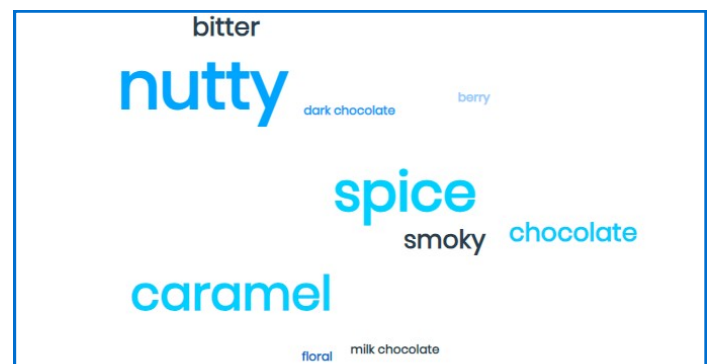 bitter
nutty
dark chocolate
berry
spice
smoky
chocolate
caramel
floral
milk chocolate